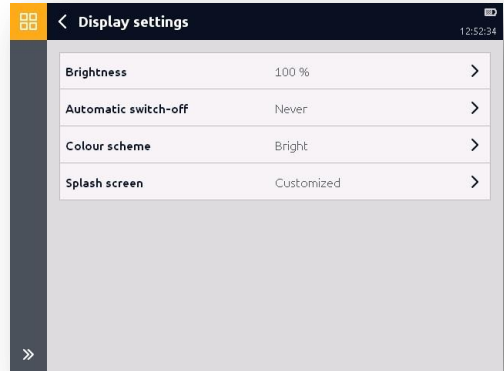 Display settings
12:52:34
Brightness 100 %
Automatic switch-off Never
Colour scheme Bright
Splash screen Customized